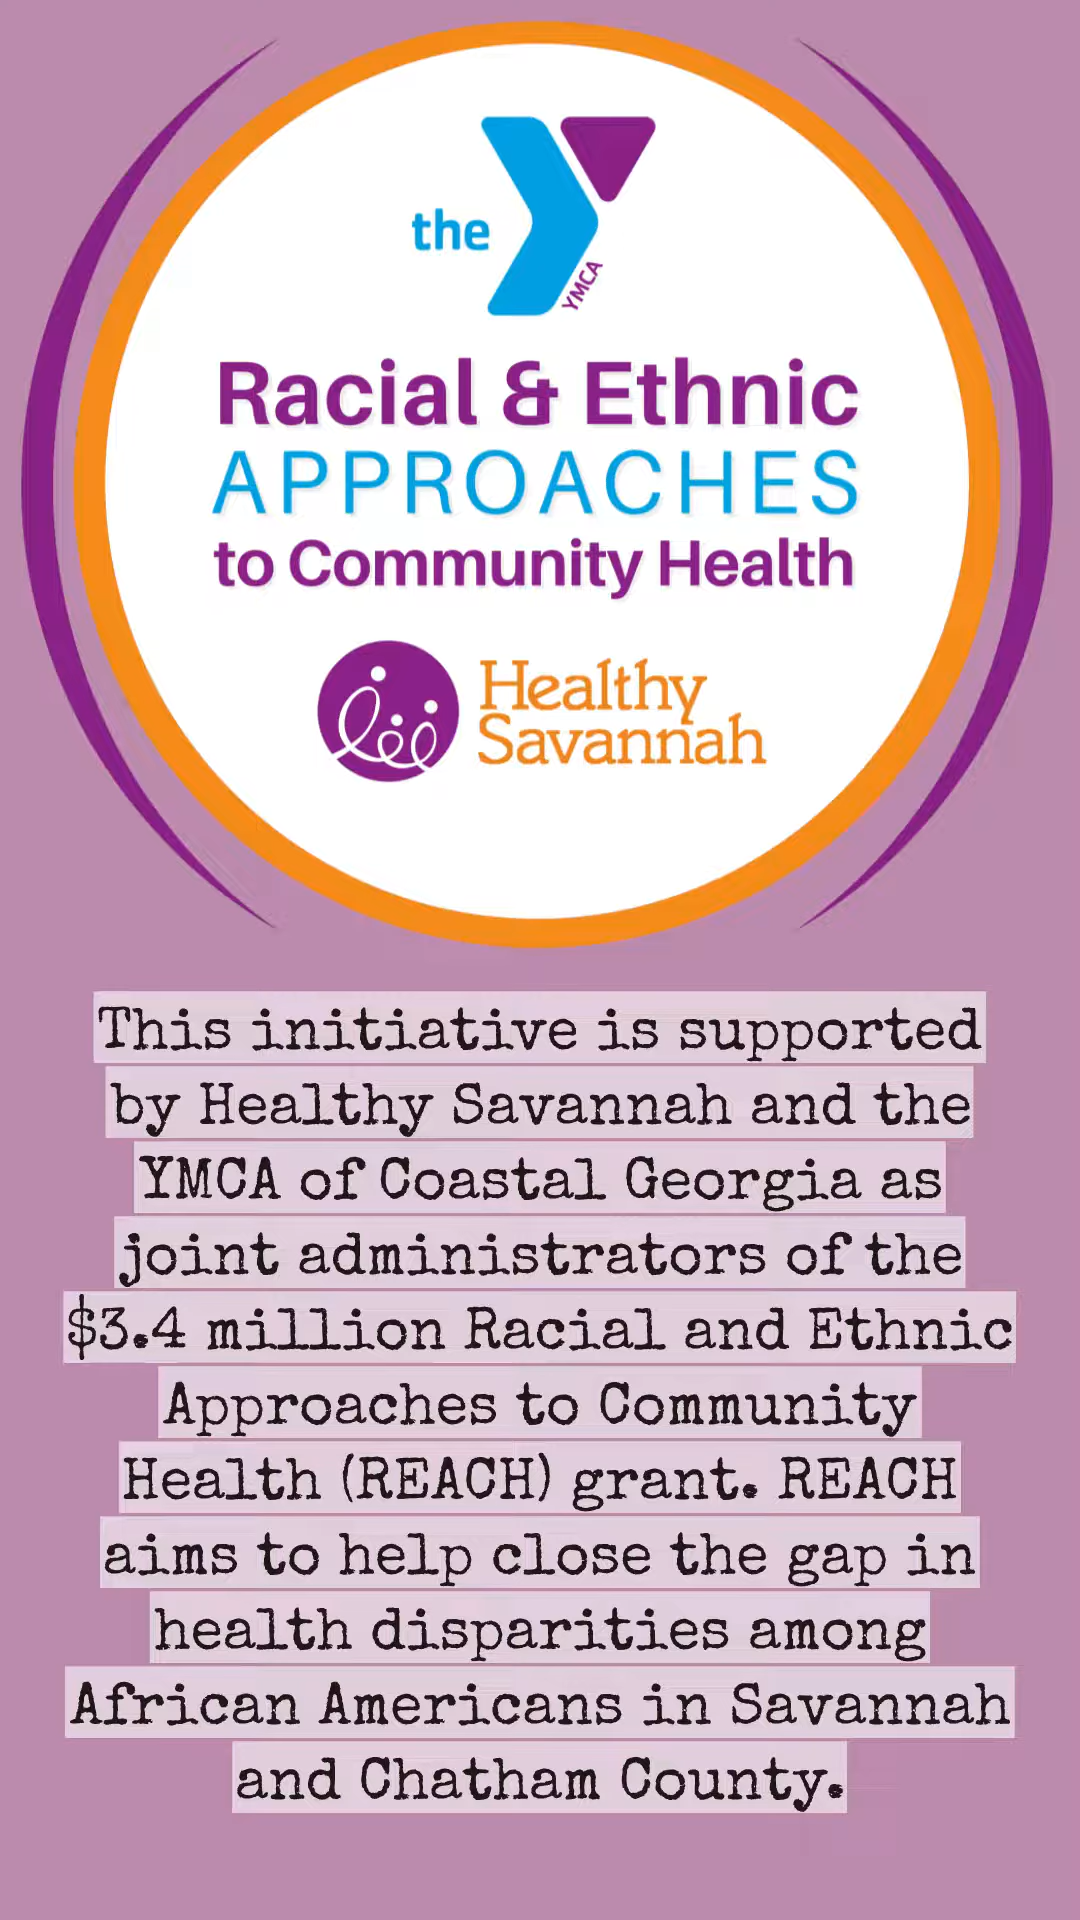 the
YMCA
Racial & Ethnic
APPROACHES
to Community Health
Healthy
Savannah
This initiative is supported
by Healthy Savannah and the
YMCA of Coastal Georgia as
joint administrators of the
$3.4 million Racial and Ethnic
Approaches to Community
Health (REACH) grant. REACH
aims to help close the gap in
health disparities among
African Americans in Savannah
and Chatham County.